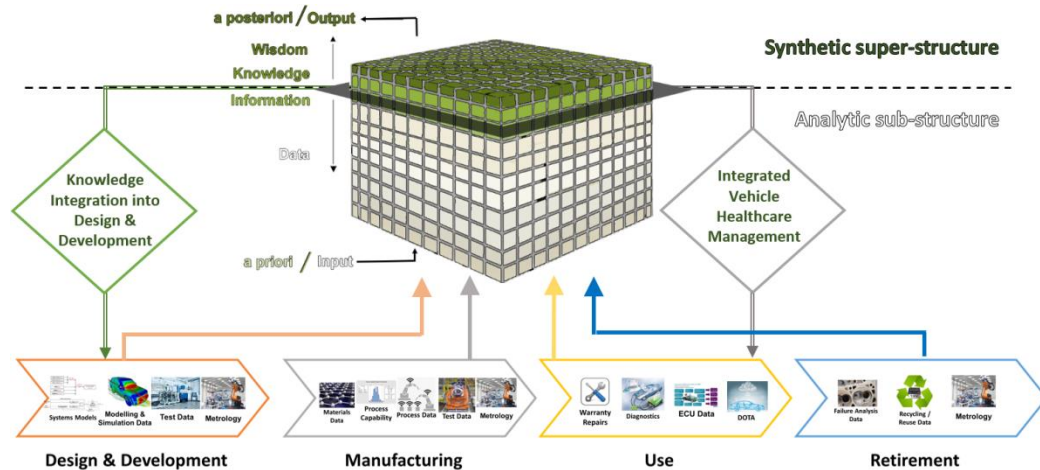 a posteriori / Output
Wisdom
Knowledge
Information
Data
a priori / Input
Synthetic super-structure
Analytic sub-structure
Knowledge
Integration into
Design &
Development
Integrated
Vehicle
Healthcare
Management
Systems Models
Modelling &
Simulation Data
Test Data
Metrology
Materials
Data
Process
Capability
Process Data
Test Data
Metrology
Warranty
Repairs
Diagnostics
ECU Data
DOTA
Failure Analysis
Data
Recycling /
Reuse Data
Metrology
Design & Development
Manufacturing
Use
Retirement